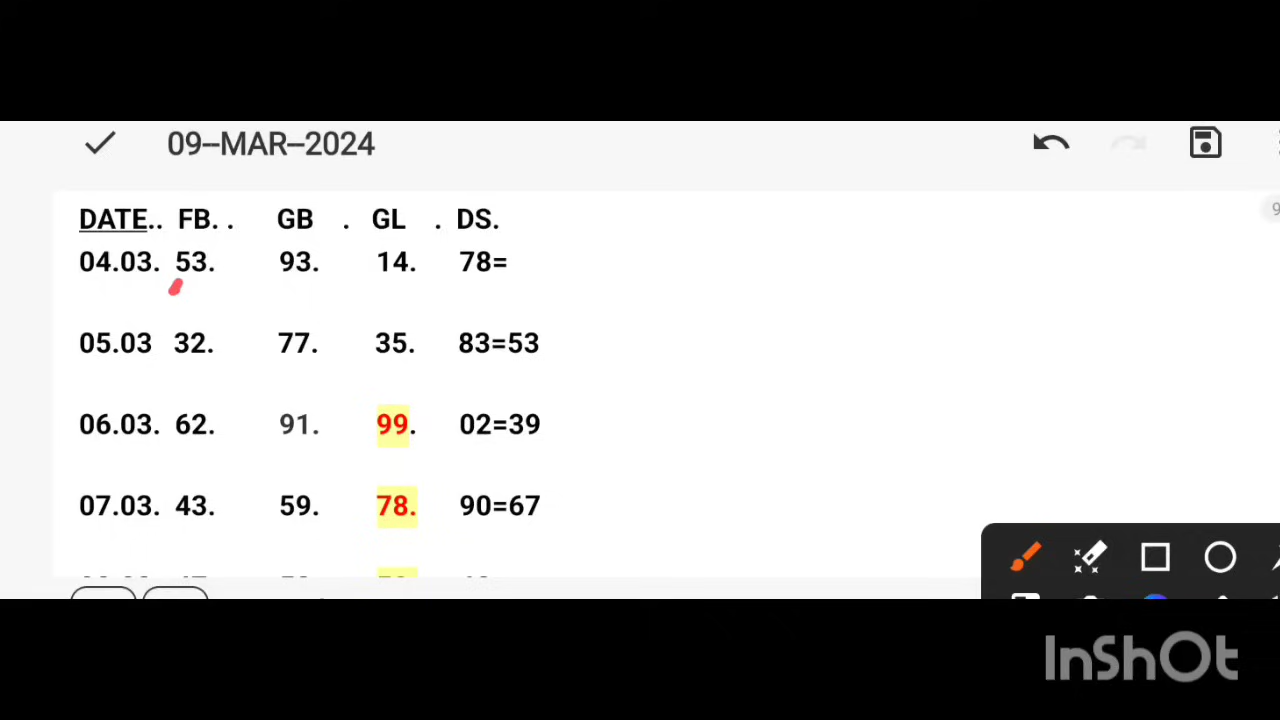 09--MAR--2024
DATE.. FB. . GB . GL . DS.
04.03. 53. 93. 14. 78=
05.03 32. 77. 35. 83=53
06.03. 62. 91. 99. 02=39
07.03. 43. 59. 78. 90=67
InShOt